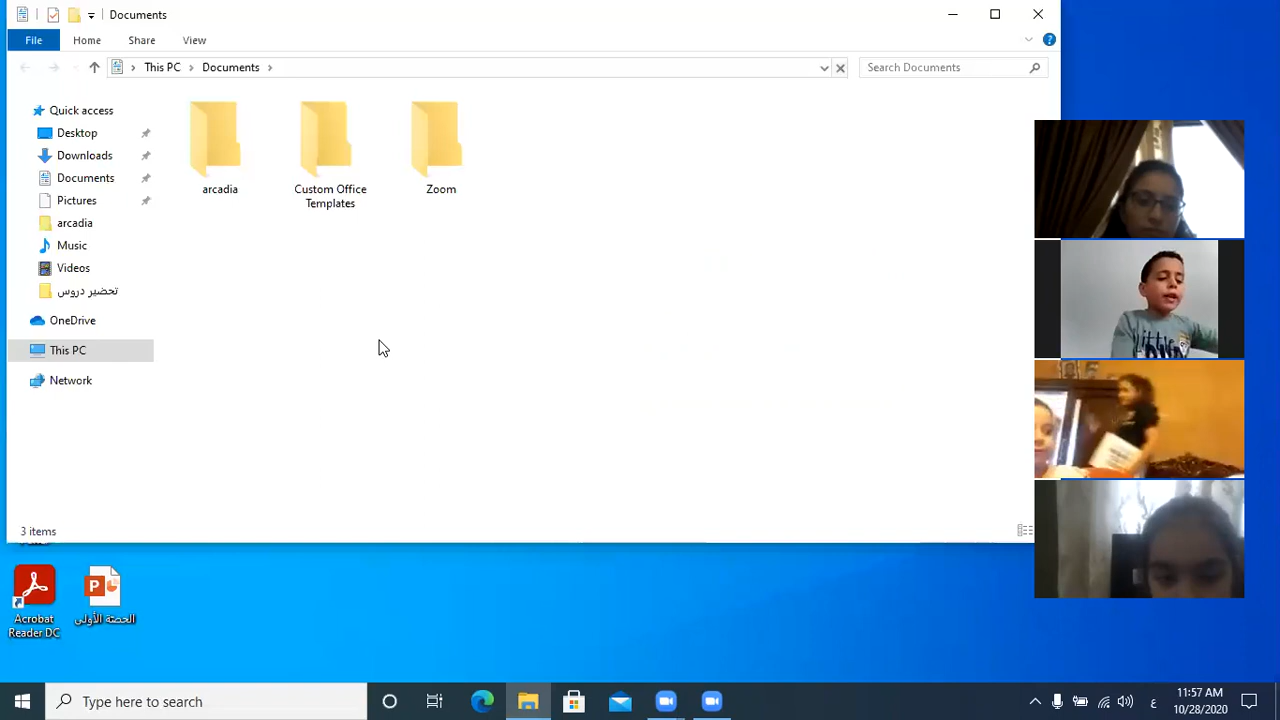 Documents
File Home Share View
This PC Documents
Search Documents
Quick access
Desktop
Downloads
Documents
Pictures
arcadia
Music
Videos
تحضير دروس
OneDrive
This PC
Network
arcadia
Custom Office
Templates
Zoom
3 items
Acrobat
Reader DC
الحصة الأولى
Type here to search
ع
11:57 AM
10/28/2020